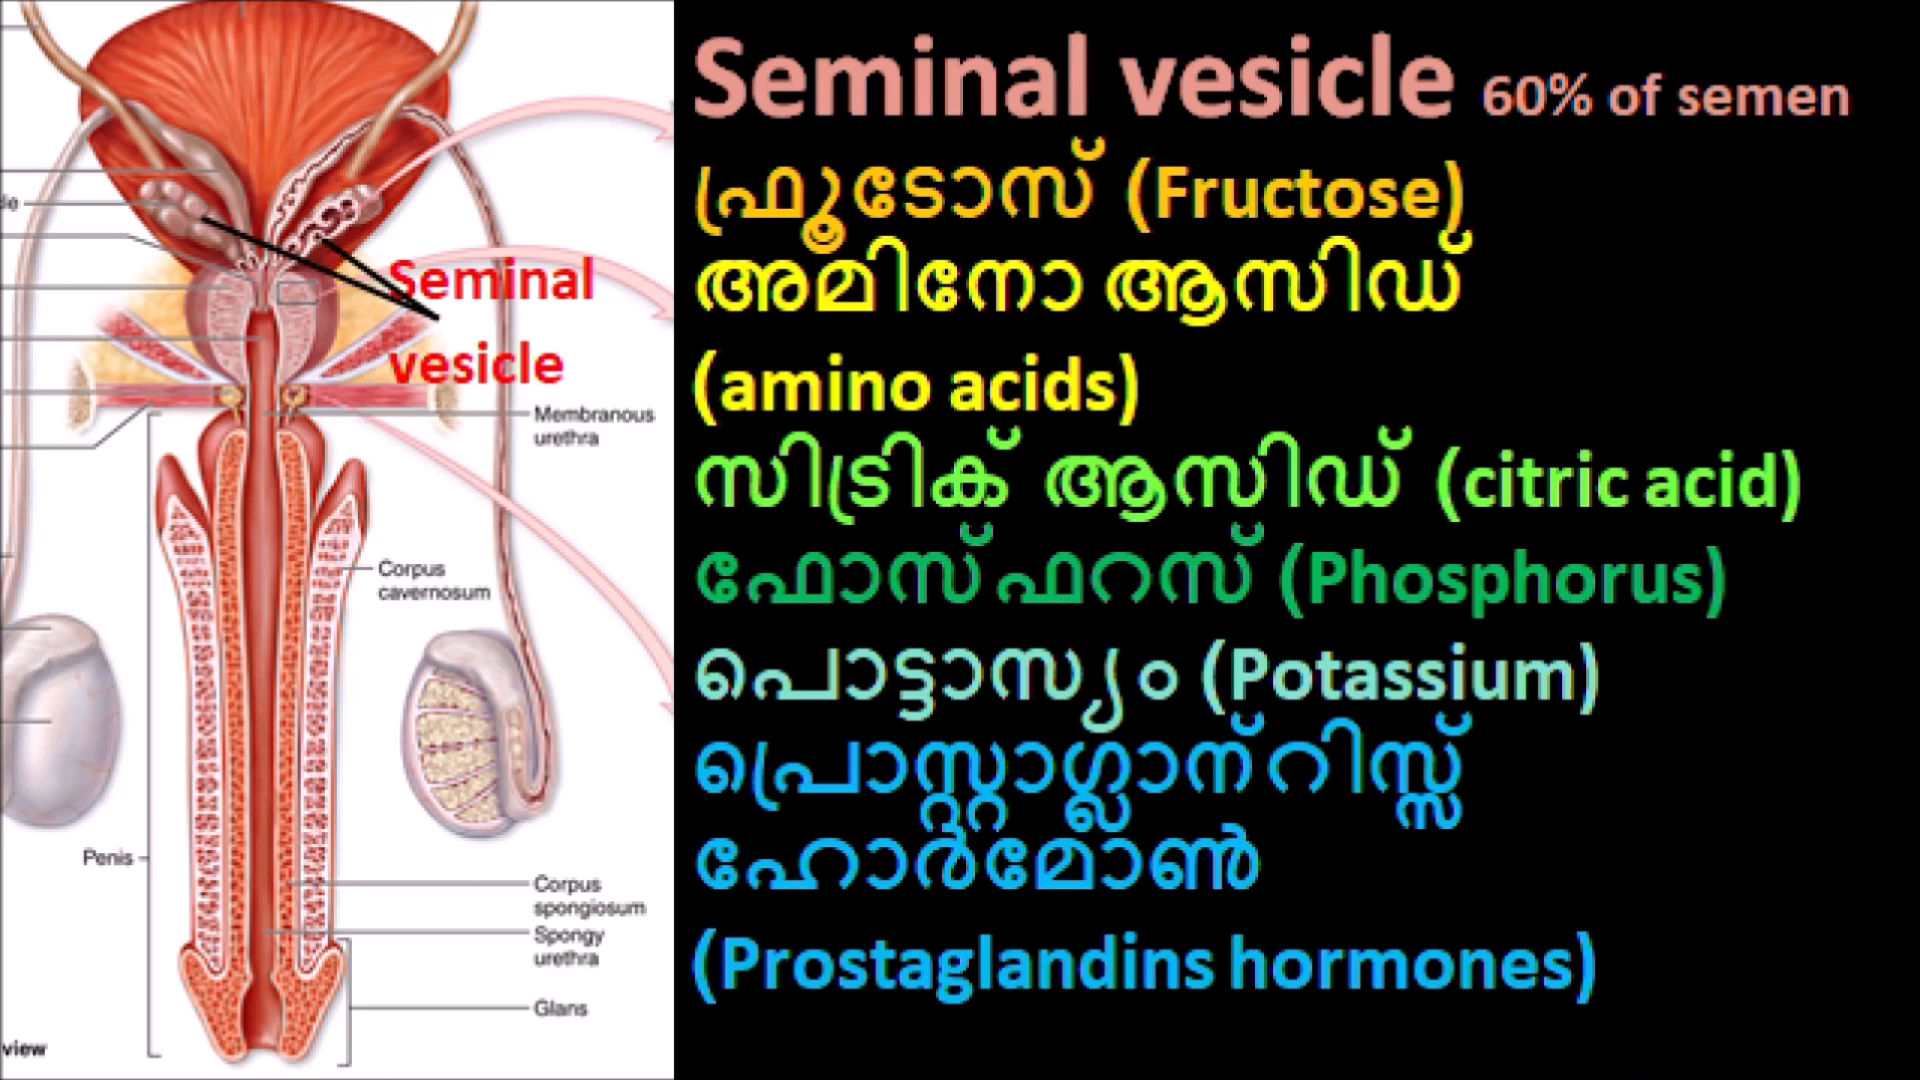 Seminal vesicle 60% of semen
ഫ്രൂടോസ് (Fructose)
അമിനോ ആസിഡ്
(amino acids)
സിട്രിക് ആസിഡ് (citric acid)
ഫോസ്ഫറസ് (Phosphorus)
പൊട്ടാസ്യം (Potassium)
പ്രൊസ്റ്റാഗ്ലാന്റിസ്സ്
ഹോർമോൺ
(Prostaglandins hormones)
Seminal
vesicle
Membranous
urethra
Corpus
cavernosum
Penis
Corpus
spongiosum
Spongy
urethra
Glans
view